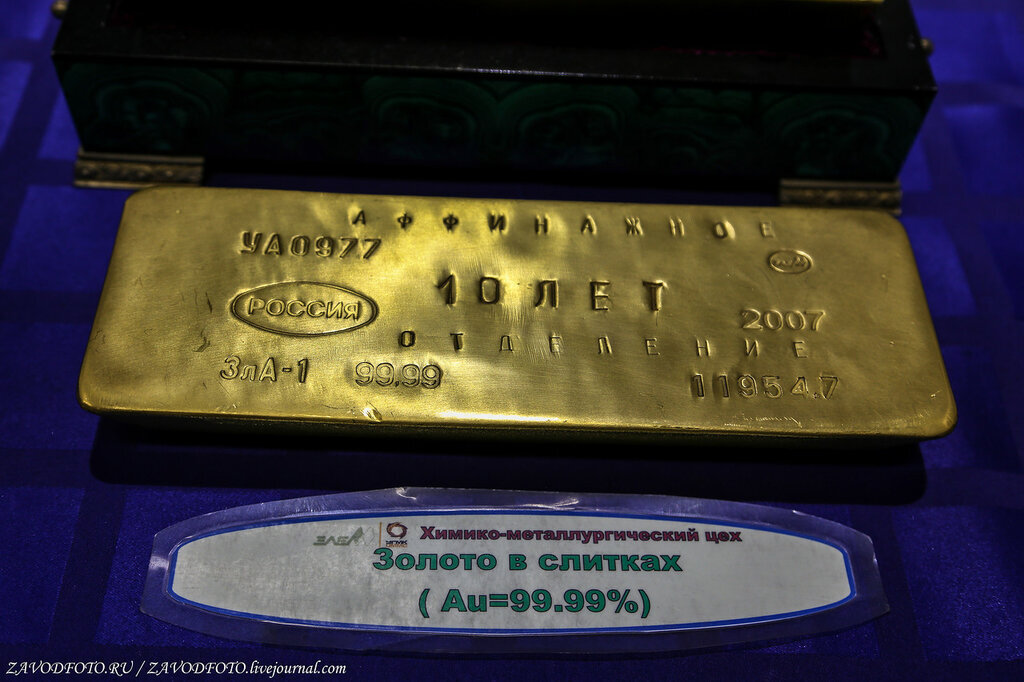 АФФИНАЖНОЕ
УА0977
10 ЛЕТ
РОССИЯ
2007
ОТДЕЛЕНИЕ
ЗлА-1 99,99
11954,7
Химико-металлургический цех
Золото в слитках
( Au=99.99%)
ZAVODFOTO.RU / ZAVODFOTO.livejournal.com